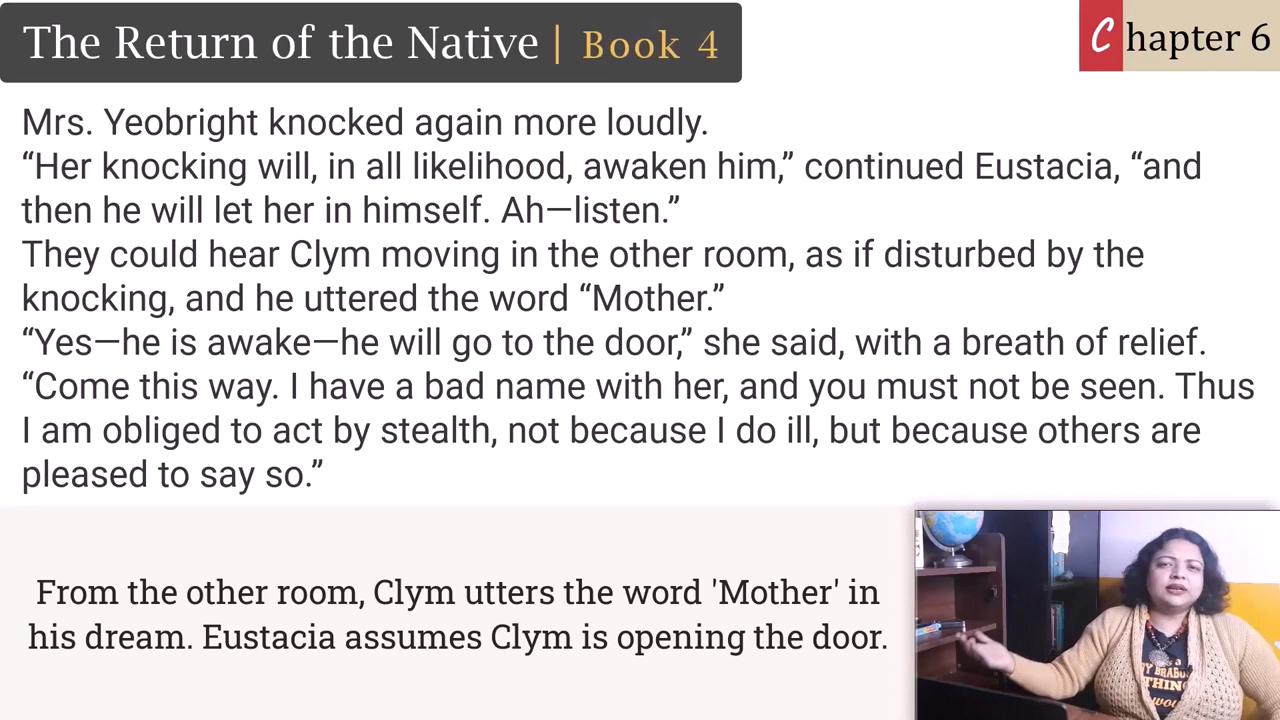 The Return of the Native | Book 4
Chapter 6
Mrs. Yeobright knocked again more loudly.
“Her knocking will, in all likelihood, awaken him,” continued Eustacia, “and
then he will let her in himself. Ah—listen.”
They could hear Clym moving in the other room, as if disturbed by the
knocking, and he uttered the word “Mother.”
“Yes—he is awake—he will go to the door,” she said, with a breath of relief.
“Come this way. I have a bad name with her, and you must not be seen. Thus
I am obliged to act by stealth, not because I do ill, but because others are
pleased to say so.”
From the other room, Clym utters the word 'Mother' in
his dream. Eustacia assumes Clym is opening the door.